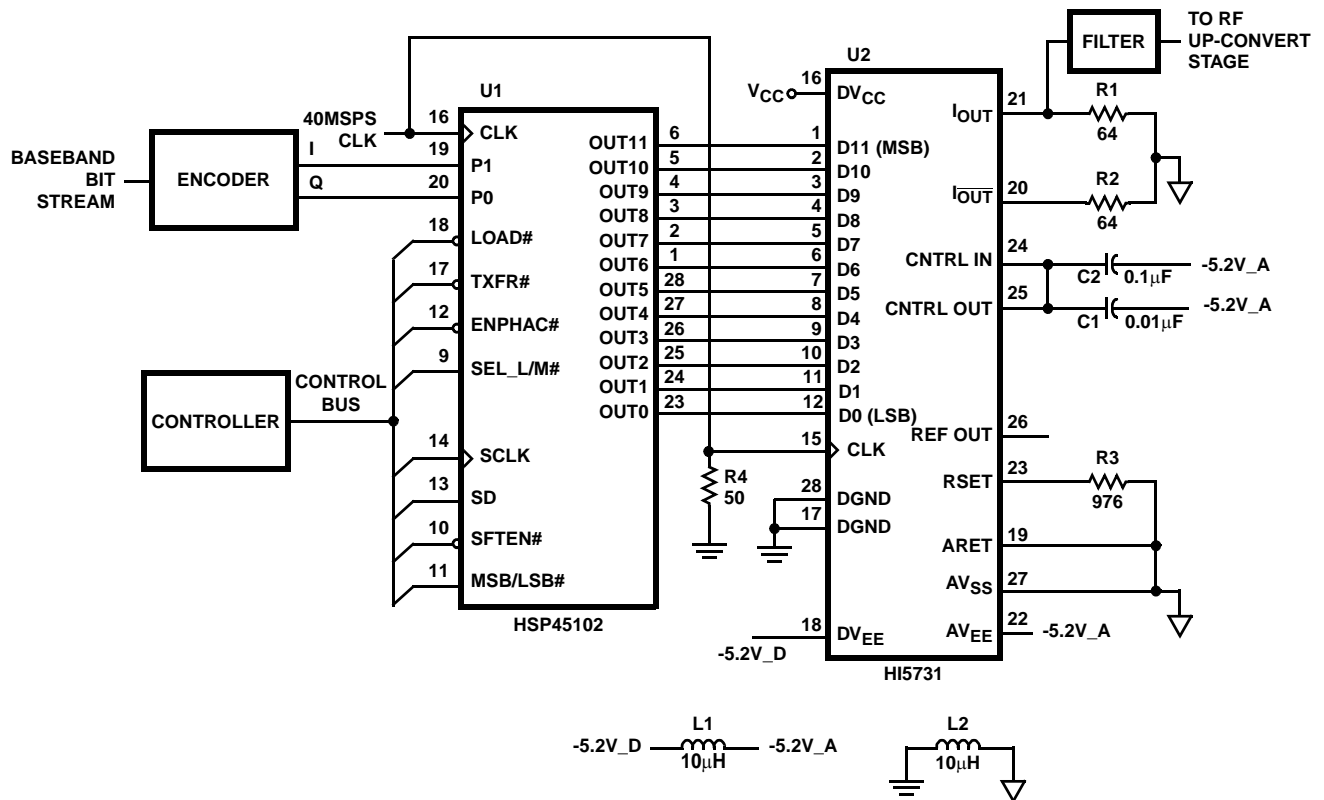 TO RF
UP-CONVERT
STAGE
FILTER
U2
U1
R1
64
R2
64
40MSPS
CLK
BASEBAND
BIT
STREAM
ENCODER
I
Q
16
19
20
18
17
12
9
14
13
10
11
CLK
P1
P0
LOAD#
TXFR#
ENPHAC#
SEL_L/M#
SCLK
SD
SFTEN#
MSB/LSB#
CONTROLLER
CONTROL
BUS
OUT11
OUT10
OUT9
OUT8
OUT7
OUT6
OUT5
OUT4
OUT3
OUT2
OUT1
OUT0
6
5
4
3
2
1
28
27
26
25
24
23
HSP45102
VCC
16
DVCC
1
2
3
4
5
6
7
8
9
10
11
12
15
D11 (MSB)
D10
D9
D8
D7
D6
D5
D4
D3
D2
D1
D0 (LSB)
CLK
R4
50
28
DGND
17
DGND
18
DVEE
-5.2V_D
IOUT
21
IOUT
20
CNTRL IN
24
C2
0.1µF
-5.2V_A
CNTRL OUT
25
C1
0.01µF
-5.2V_A
REF OUT
26
RSET
23
R3
976
ARET
19
AVSS
27
AVEE
22
-5.2V_A
HI5731
L1
-5.2V_D
-5.2V_A
10µH
L2
10µH